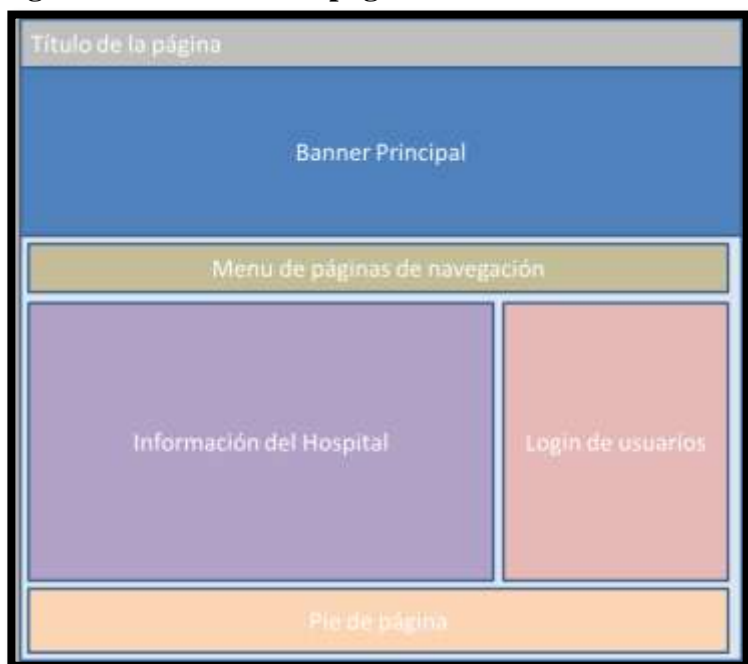 Título de la página
Banner Principal
Menu de páginas de navegación
Información del Hospital
Login de usuarios
Pie de página